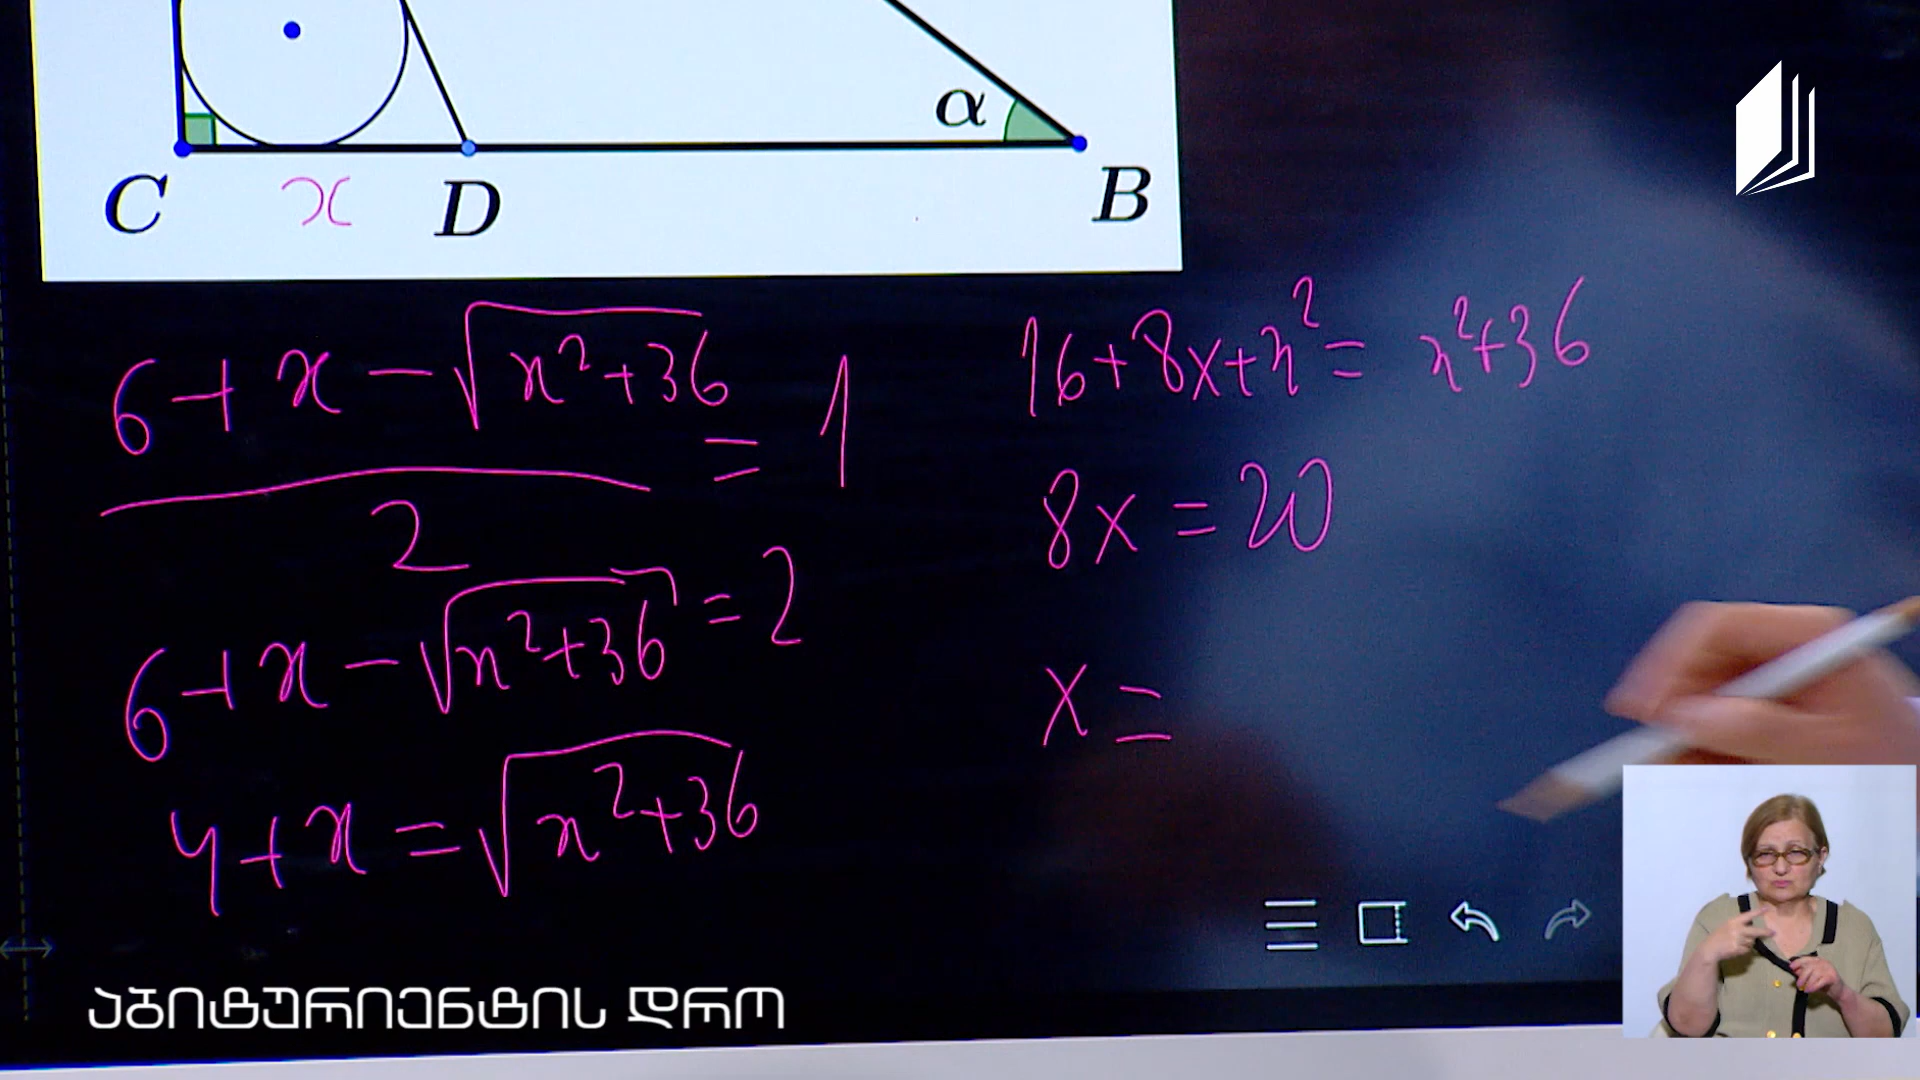 α
C x D B
6+x-√(x²+36)
/2 = 1
6+x-√(x²+36) = 2
4+x = √(x²+36)
16+8x+x² = x²+36
8x = 20
x =
აბიტურიენტის დრო